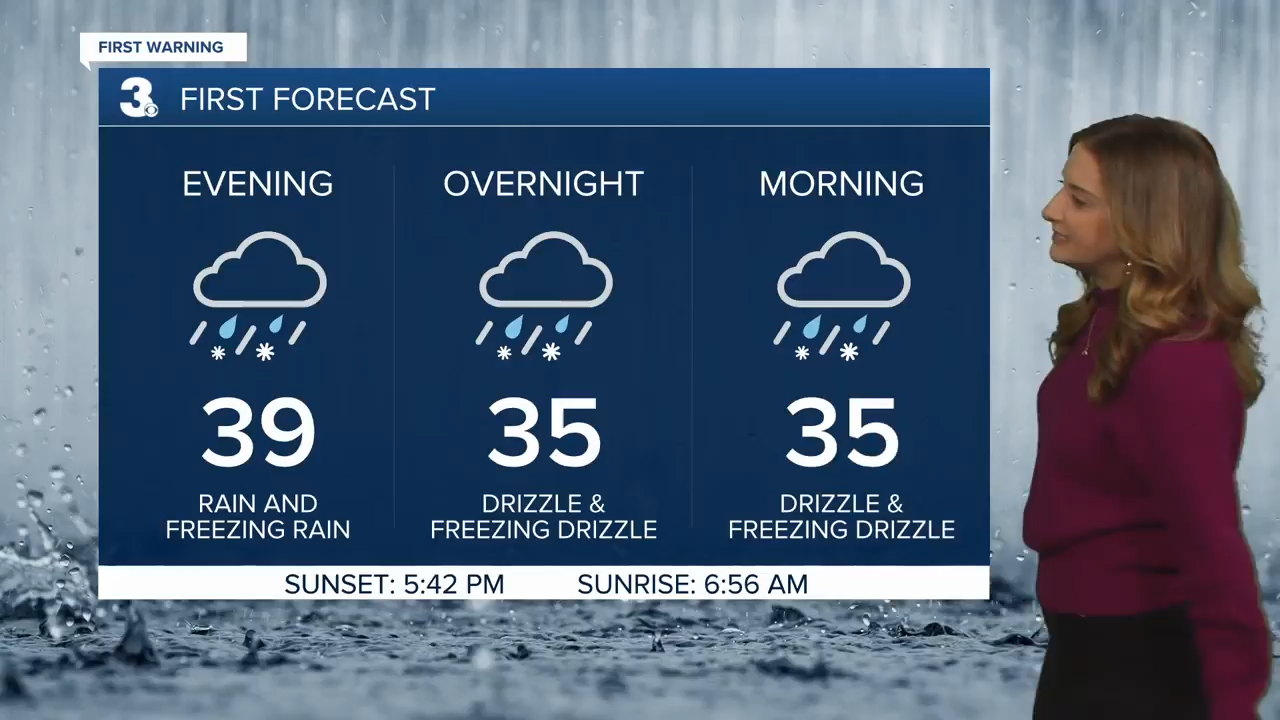 FIRST WARNING
3 FIRST FORECAST
EVENING
OVERNIGHT
MORNING
39
35
35
RAIN AND
FREEZING RAIN
DRIZZLE &
FREEZING DRIZZLE
DRIZZLE &
FREEZING DRIZZLE
SUNSET: 5:42 PM
SUNRISE: 6:56 AM